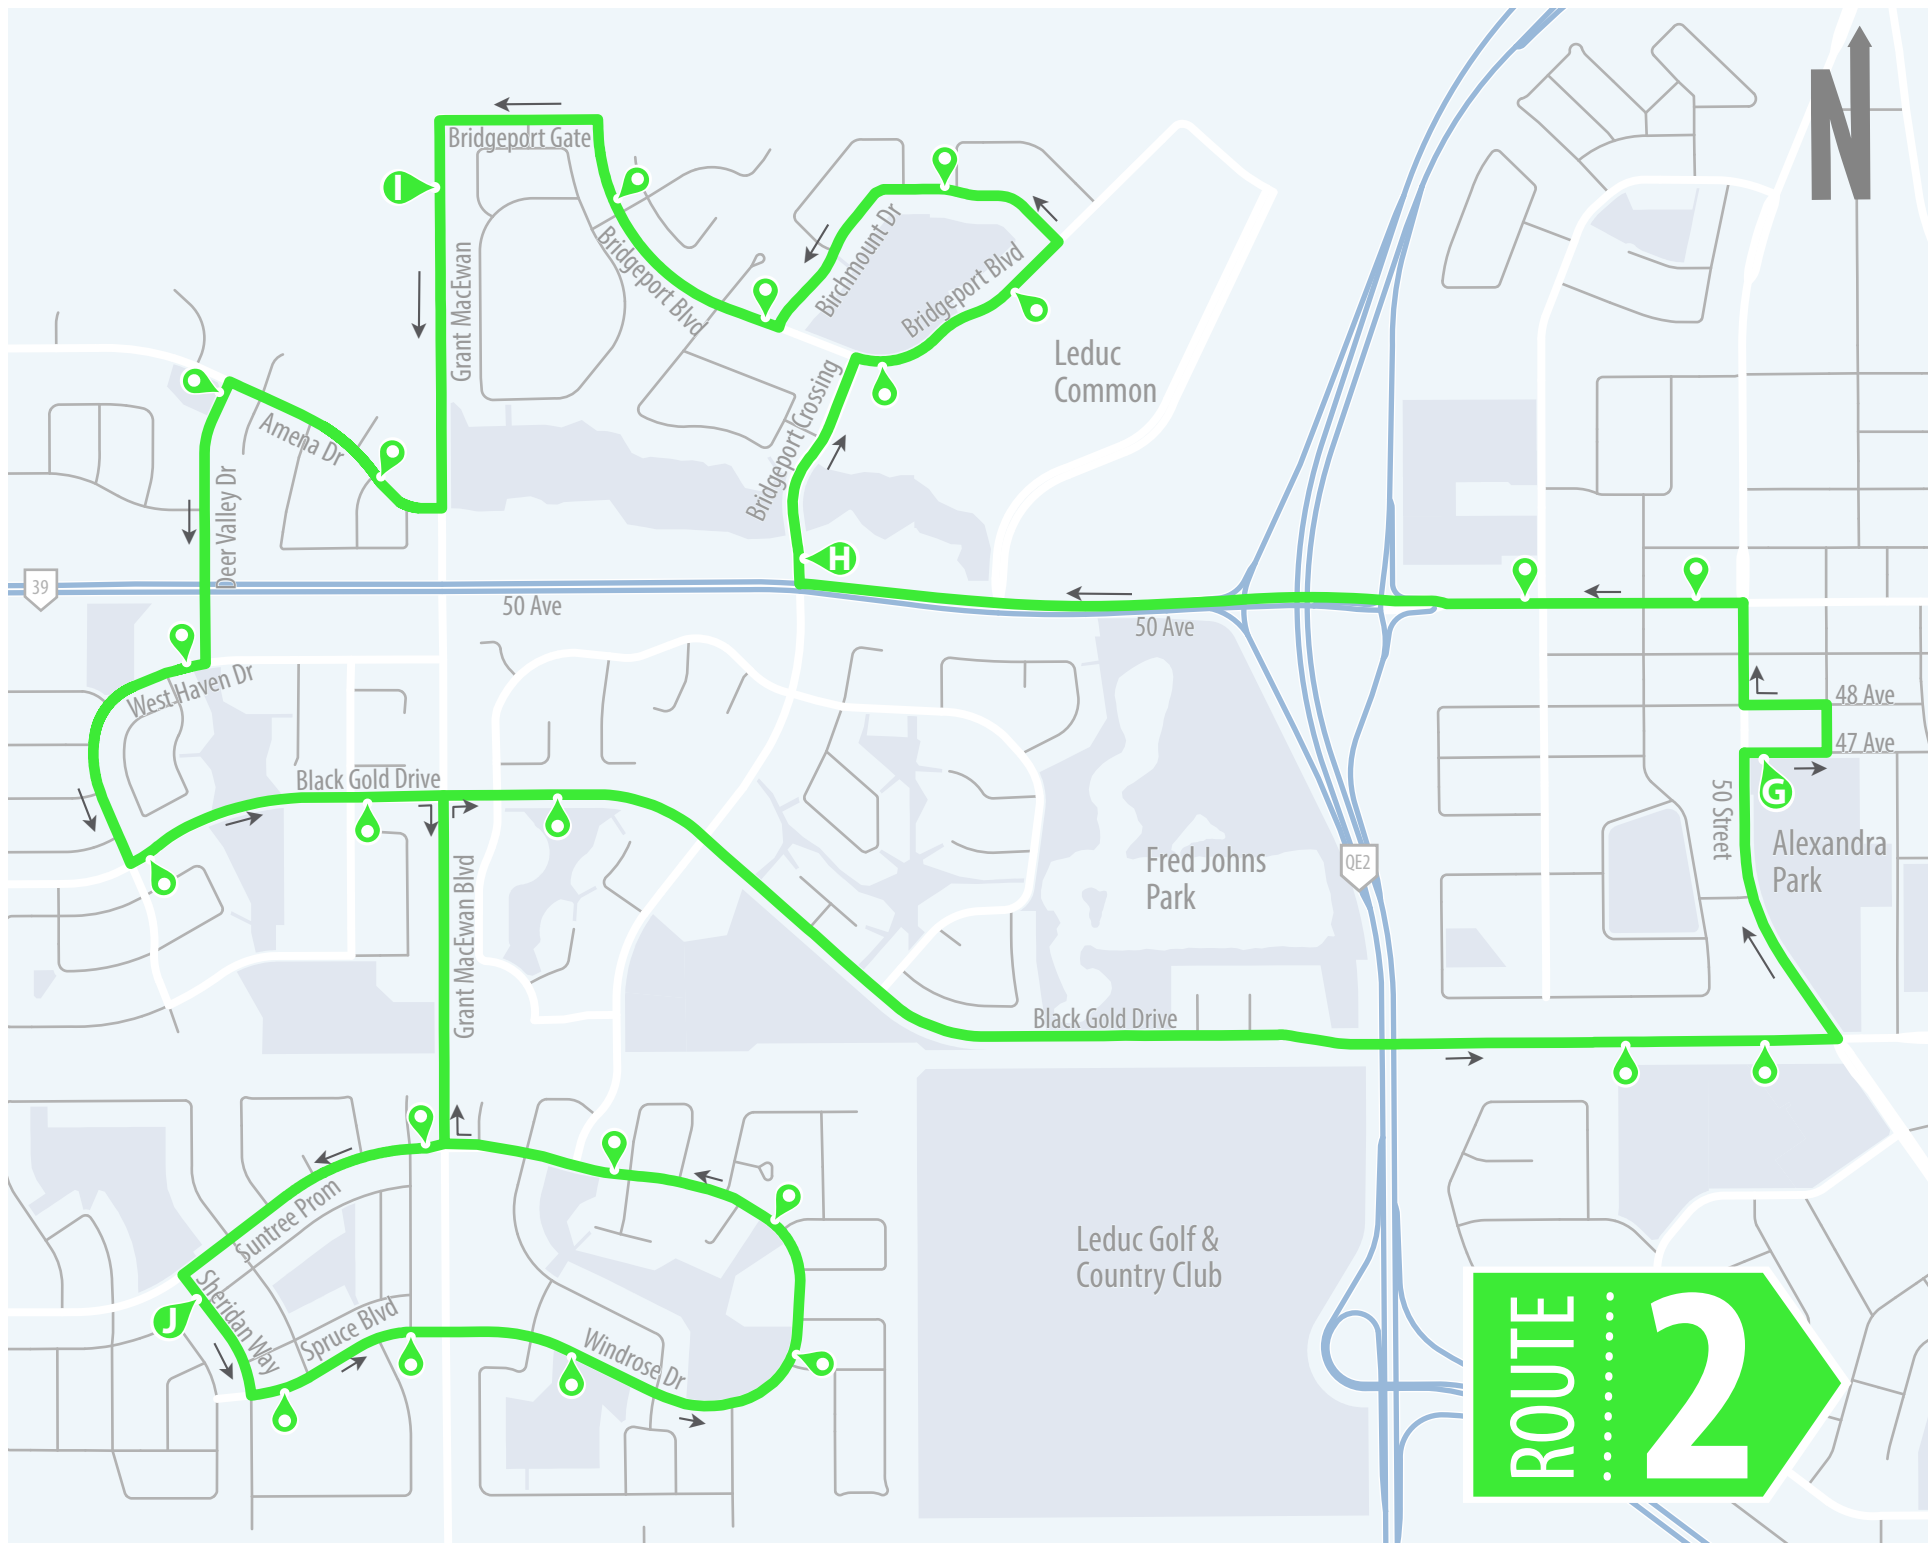 N
Bridgeport Gate
I
Grant MacEwan
Bridgeport Blvd
Birchmount Dr
Bridgeport Blvd
Leduc
Common
Bridgeport Crossing
Amena Dr
Deer Valley Dr
H
39
50 Ave
50 Ave
48 Ave
47 Ave
West Haven Dr
Black Gold Drive
G
50 Street
Alexandra
Park
Fred Johns
Park
QE2
Grant MacEwan Blvd
Black Gold Drive
Suntree Prom
Sheridan Way
J
Spruce Blvd
Windrose Dr
Leduc Golf &
Country Club
ROUTE
2